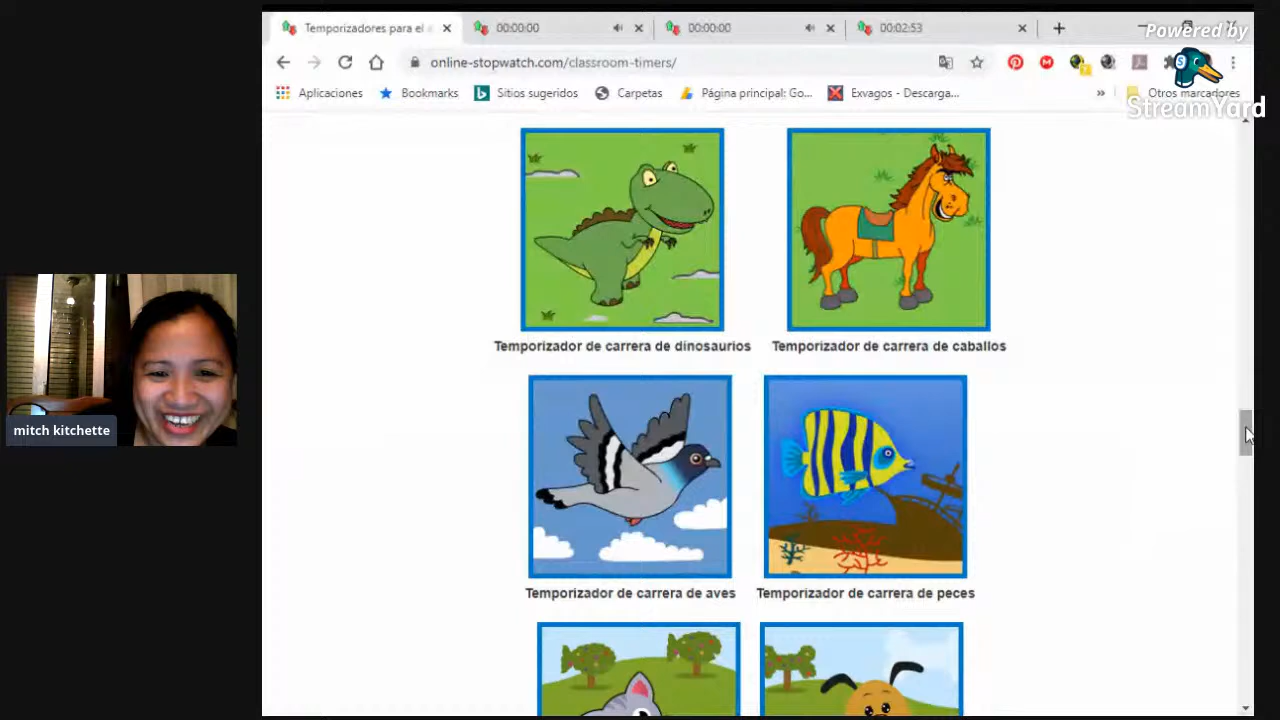 Temporizadores para el
00:00:00
00:00:00
00:02:53
Powered by
online-stopwatch.com/classroom-timers/
Aplicaciones
Bookmarks
Sitios sugeridos
Carpetas
Página principal: Go...
Exvagos - Descarga...
»
Otros marcadores
StreamYard
Temporizador de carrera de dinosaurios
Temporizador de carrera de caballos
mitch kitchette
Temporizador de carrera de aves
Temporizador de carrera de peces